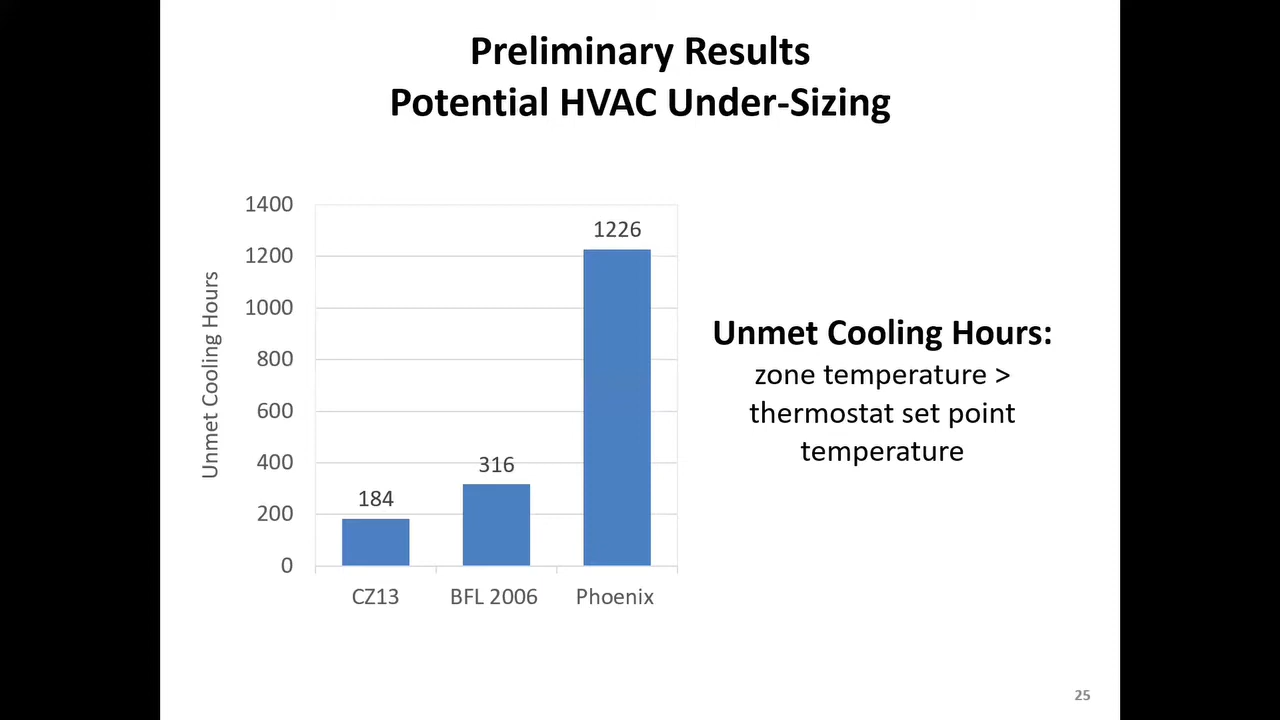 Preliminary Results
Potential HVAC Under-Sizing
1400
1200
1000
800
600
400
200
0
Unmet Cooling Hours
184
316
1226
CZ13
BFL 2006
Phoenix
Unmet Cooling Hours:
zone temperature >
thermostat set point
temperature
25